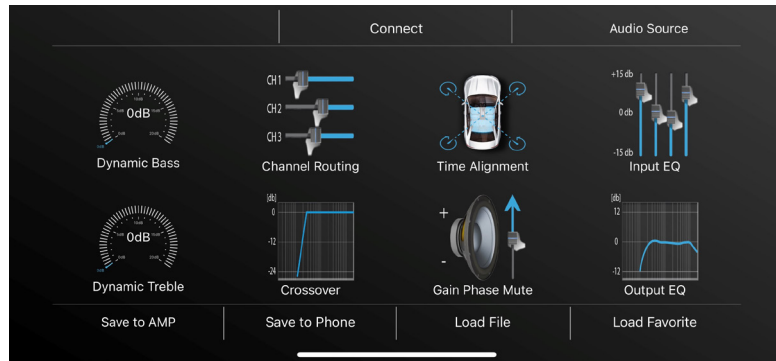 Connect
Audio Source
0dB
Dynamic Bass
CH1
CH2
CH3
Channel Routing
Time Alignment
+15 db
0 db
-15 db
Input EQ
0dB
Dynamic Treble
[db]
0
-12
-24
Crossover
+
-
Gain Phase Mute
[db]
12
0
-12
Output EQ
Save to AMP
Save to Phone
Load File
Load Favorite